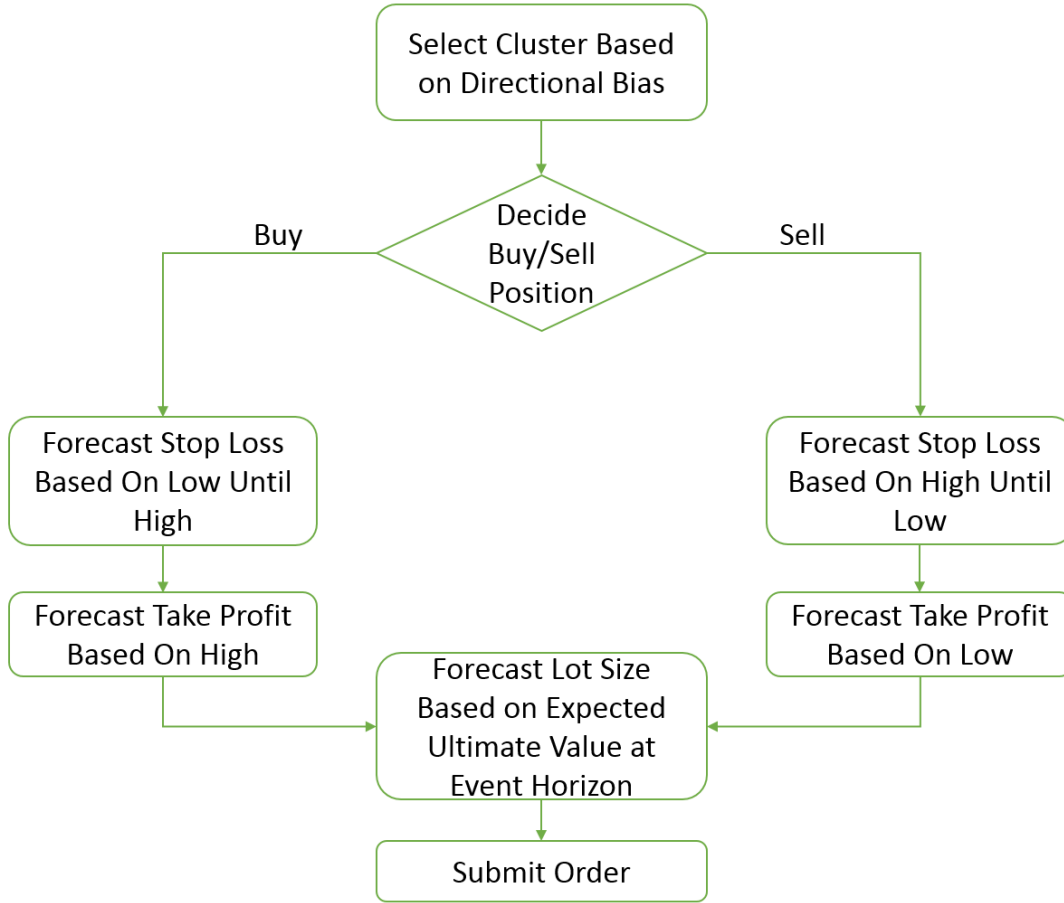 Select Cluster Based
on Directional Bias
Decide
Buy/Sell
Position
Buy
Sell
Forecast Stop Loss
Based On Low Until
High
Forecast Take Profit
Based On High
Forecast Stop Loss
Based On High Until
Low
Forecast Take Profit
Based On Low
Forecast Lot Size
Based on Expected
Ultimate Value at
Event Horizon
Submit Order